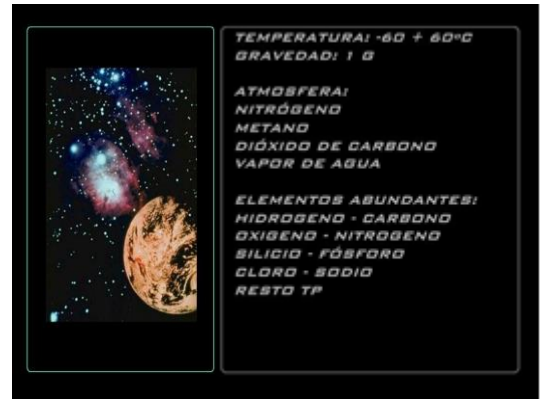 TEMPERATURA: -60 + 60ºC
GRAVEDAD: 1 G
ATMOSFERA:
NITRÓGENO
METANO
DIÓXIDO DE CARBONO
VAPOR DE AGUA
ELEMENTOS ABUNDANTES:
HIDROGENO - CARBONO
OXIGENO - NITROGENO
SILICIO - FÓSFORO
CLORO - SODIO
RESTO TP